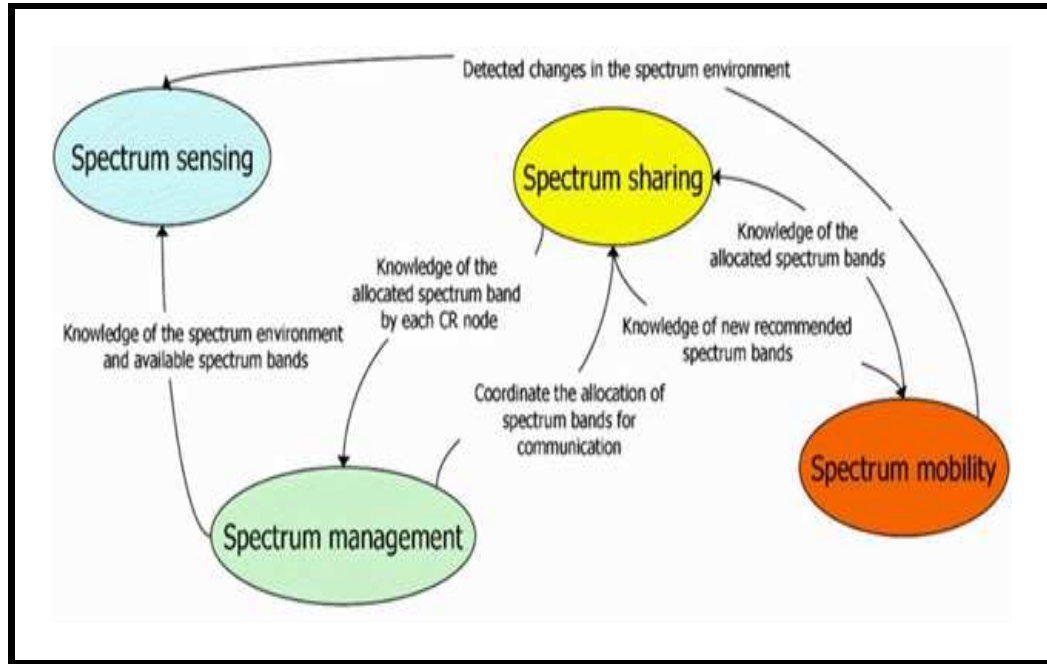 Detected changes in the spectrum environment
Spectrum sensing
Spectrum sharing
Knowledge of the
allocated spectrum bands
Knowledge of the
allocated spectrum band
by each CR node
Knowledge of the spectrum environment
and available spectrum bands
Knowledge of new recommended
spectrum bands
Coordinate the allocation of
spectrum bands for
communication
Spectrum mobility
Spectrum management